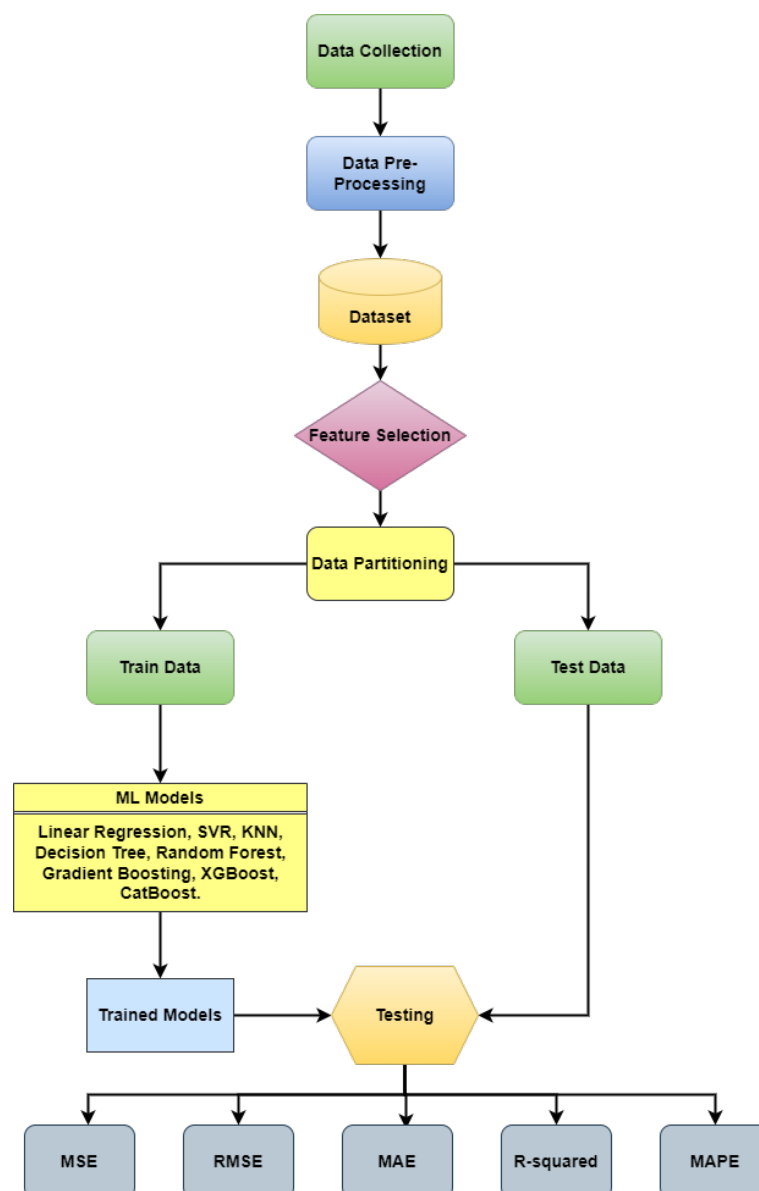 Data Collection
Data Pre-
Processing
Dataset
Feature Selection
Data Partitioning
Train Data
Test Data
ML Models
Linear Regression, SVR, KNN,
Decision Tree, Random Forest,
Gradient Boosting, XGBoost,
CatBoost.
Trained Models
Testing
MSE
RMSE
MAE
R-squared
MAPE